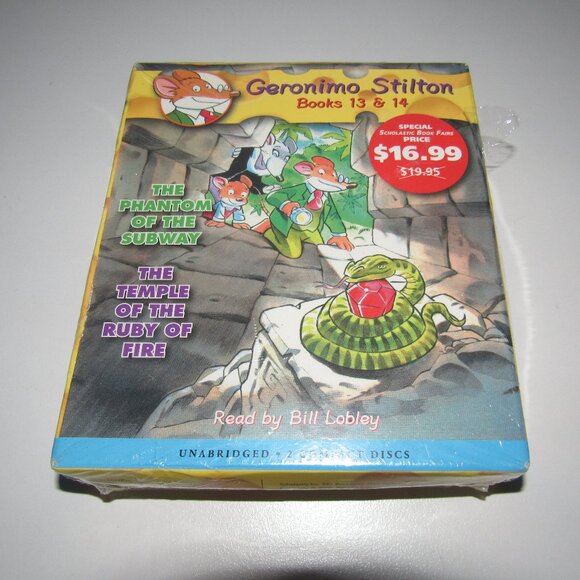 Geronimo Stilton
Books 13 & 14
SPECIAL
SCHOLASTIC BOOK FAIRS
PRICE
$16.99
$19.95
THE
PHANTOM
OF THE
SUBWAY
THE
TEMPLE
OF THE
RUBY OF
FIRE
Read by Bill Lobley
UNABRIDGED • 2 COMPACT DISCS